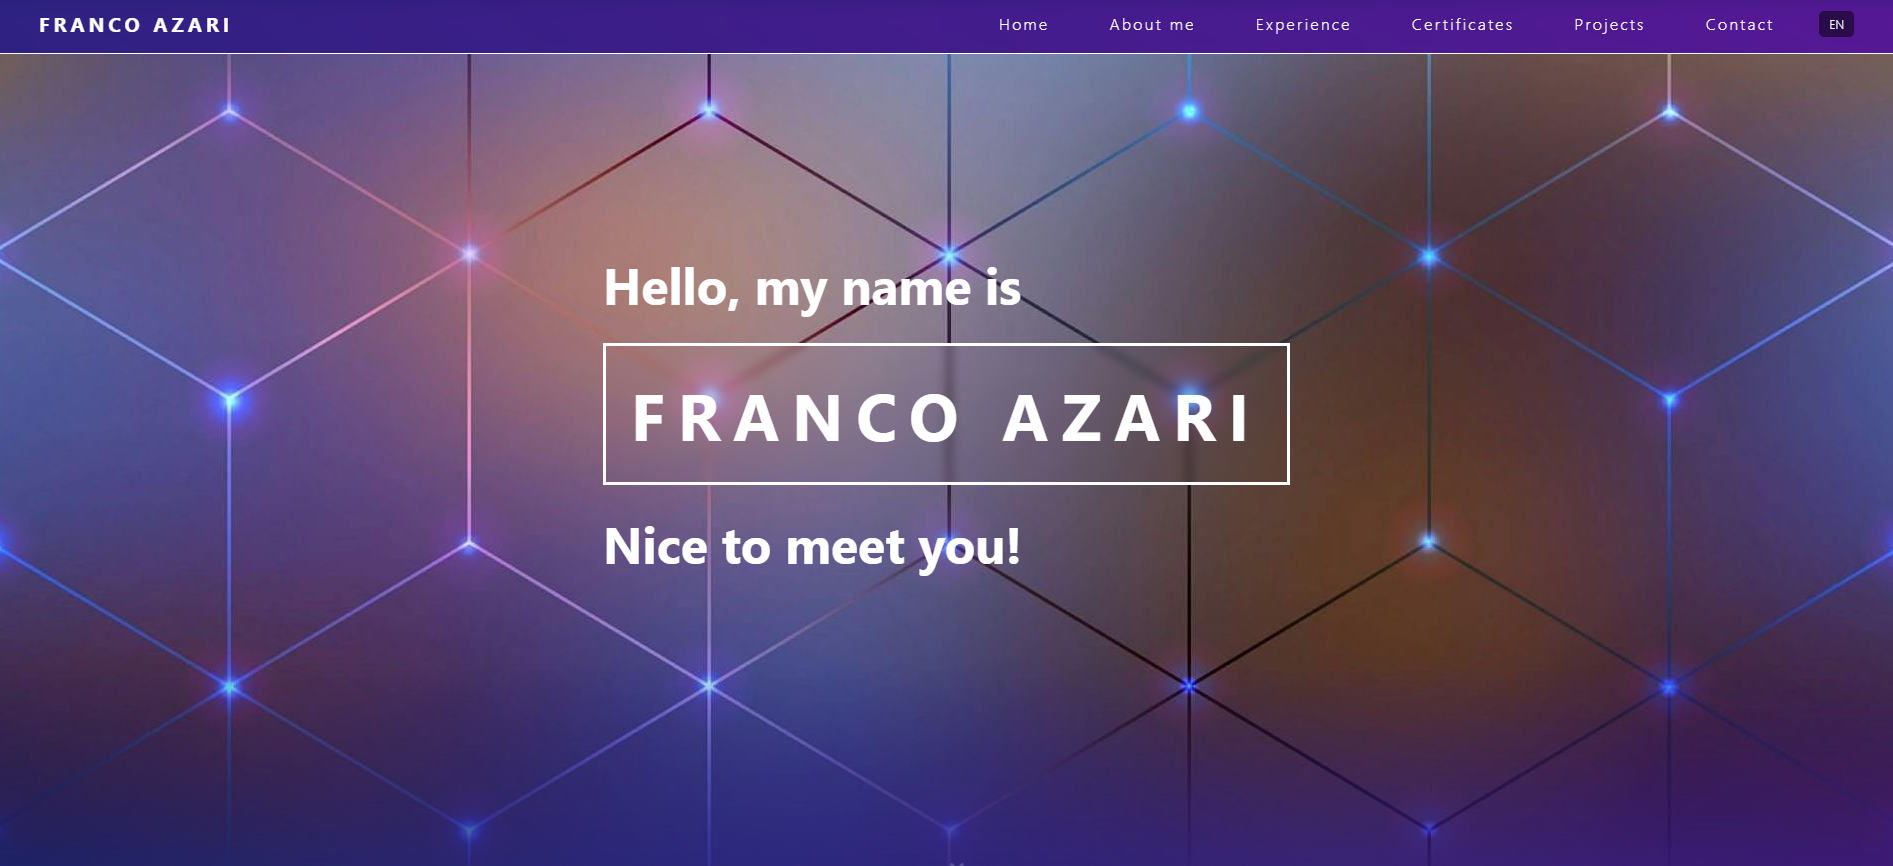 FRANCO AZARI
Home About me Experience Certificates Projects Contact EN
Hello, my name is
FRANCO AZARI
Nice to meet you!